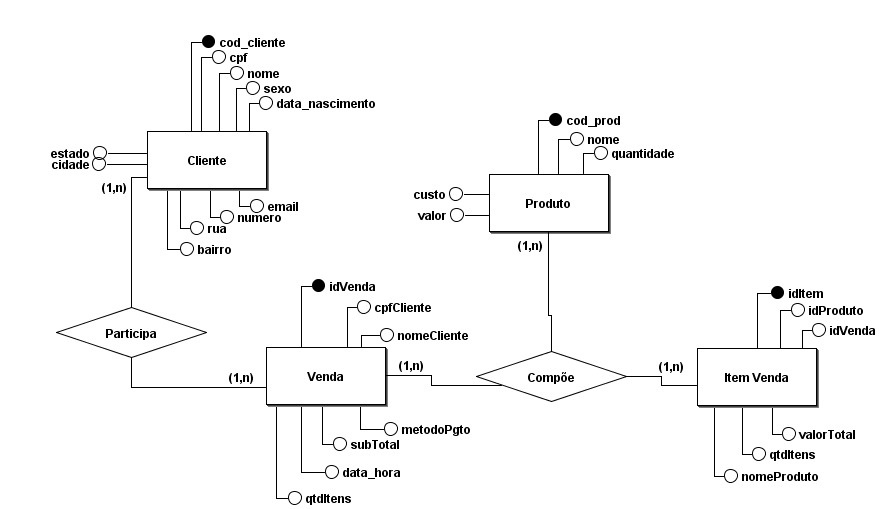 cod_cliente
cpf
nome
sexo
data_nascimento
estado
cidade
Cliente
(1,n)
email
numero
rua
bairro
cod_prod
nome
quantidade
custo
valor
Produto
(1,n)
Participa
idVenda
cpfCliente
nomeCliente
(1,n)
Venda
(1,n)
metodoPgto
subTotal
data_hora
qtdItens
Compõe
(1,n)
idItem
idProduto
idVenda
Item Venda
valorTotal
qtdItens
nomeProduto